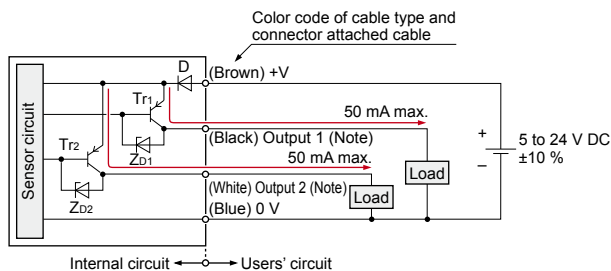 Color code of cable type and
connector attached cable
D
(Brown) +V
Tr1
50 mA max.
ZD1
(Black) Output 1 (Note)
+
5 to 24 V DC
±10 %
−
Sensor circuit
Tr2
50 mA max.
Load
ZD2
(White) Output 2 (Note)
Load
(Blue) 0 V
Internal circuit
Users' circuit